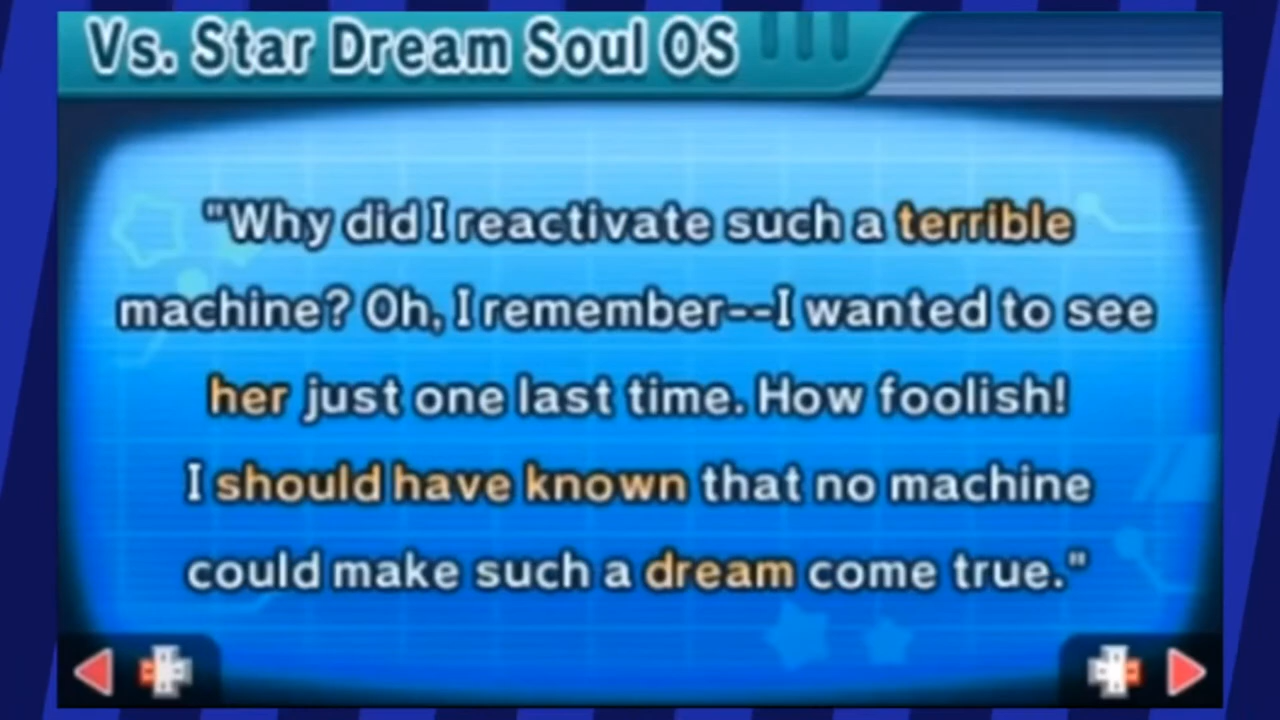 Vs. Star Dream Soul OS
"Why did I reactivate such a terrible
machine? Oh, I remember--I wanted to see
her just one last time. How foolish!
I should have known that no machine
could make such a dream come true."